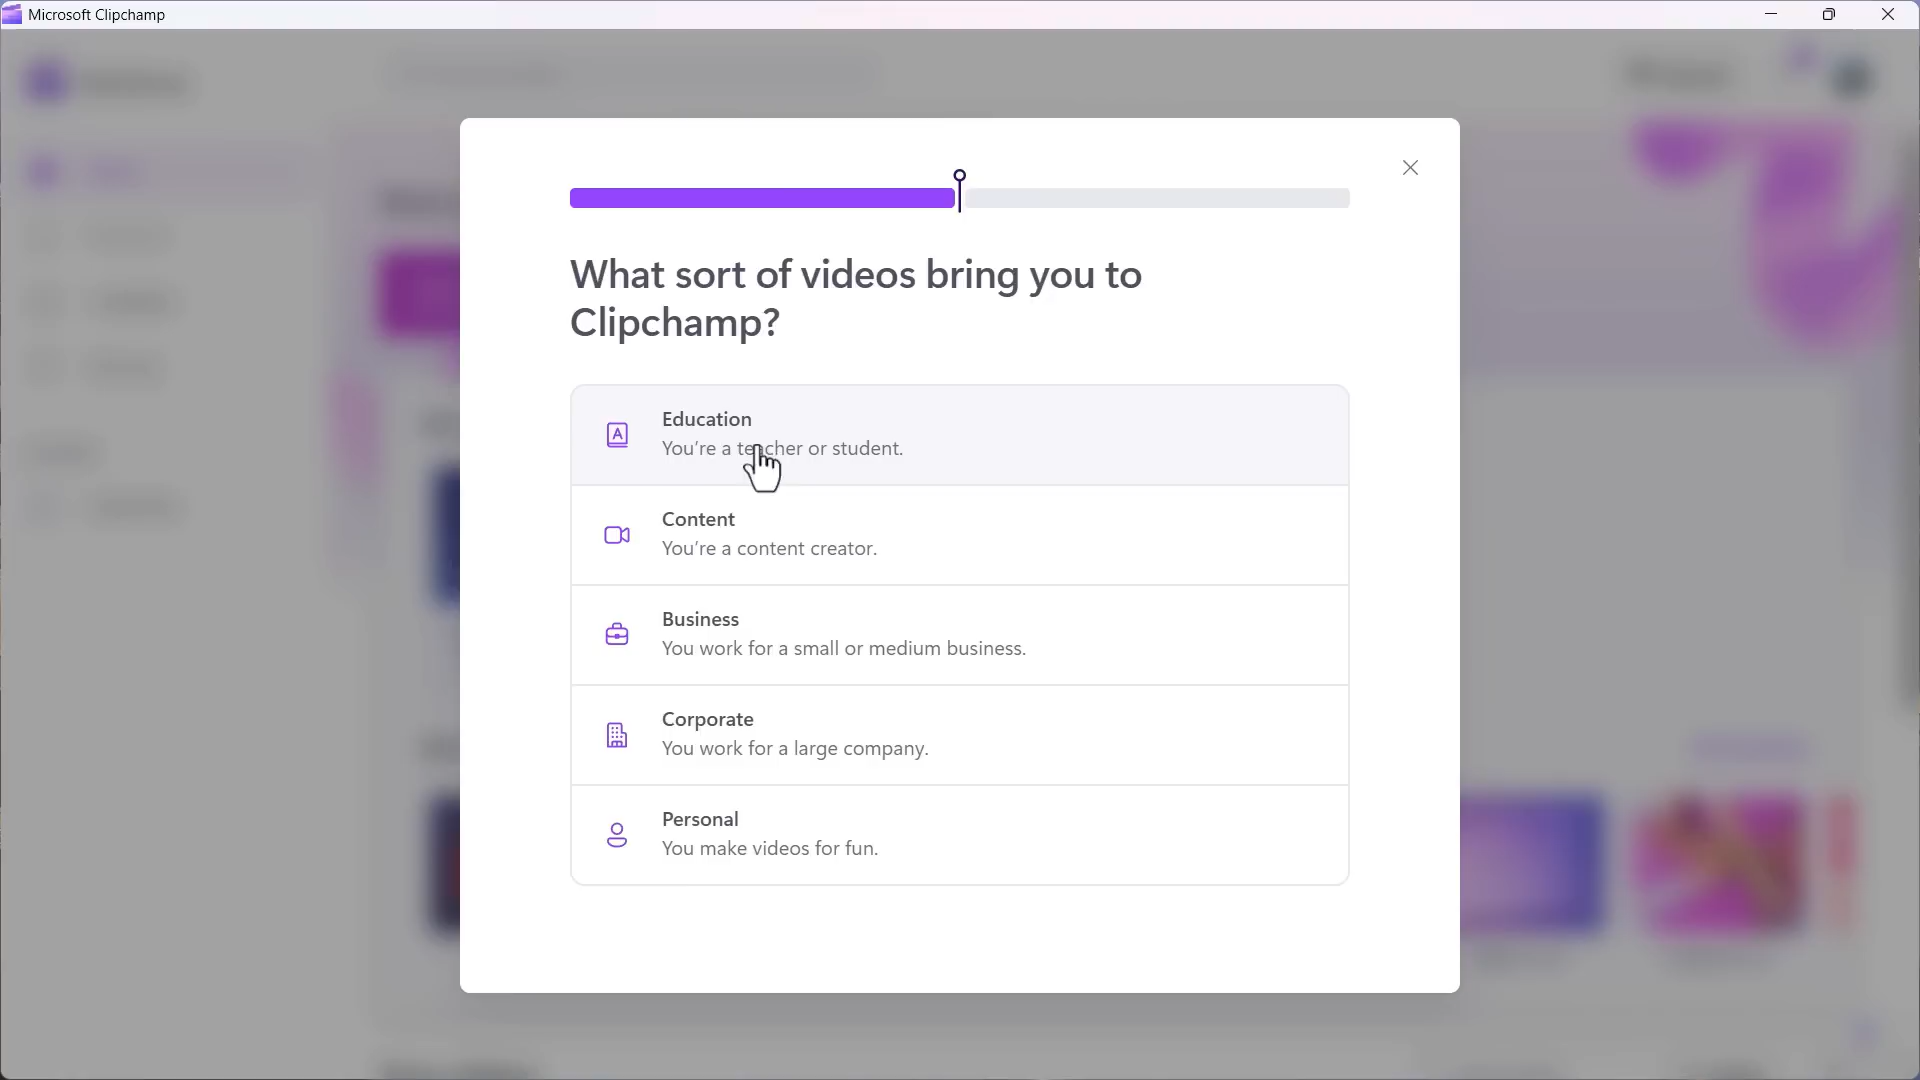 Microsoft Clipchamp
What sort of videos bring you to
Clipchamp?
Education
You're a teacher or student.
Content
You're a content creator.
Business
You work for a small or medium business.
Corporate
You work for a large company.
Personal
You make videos for fun.